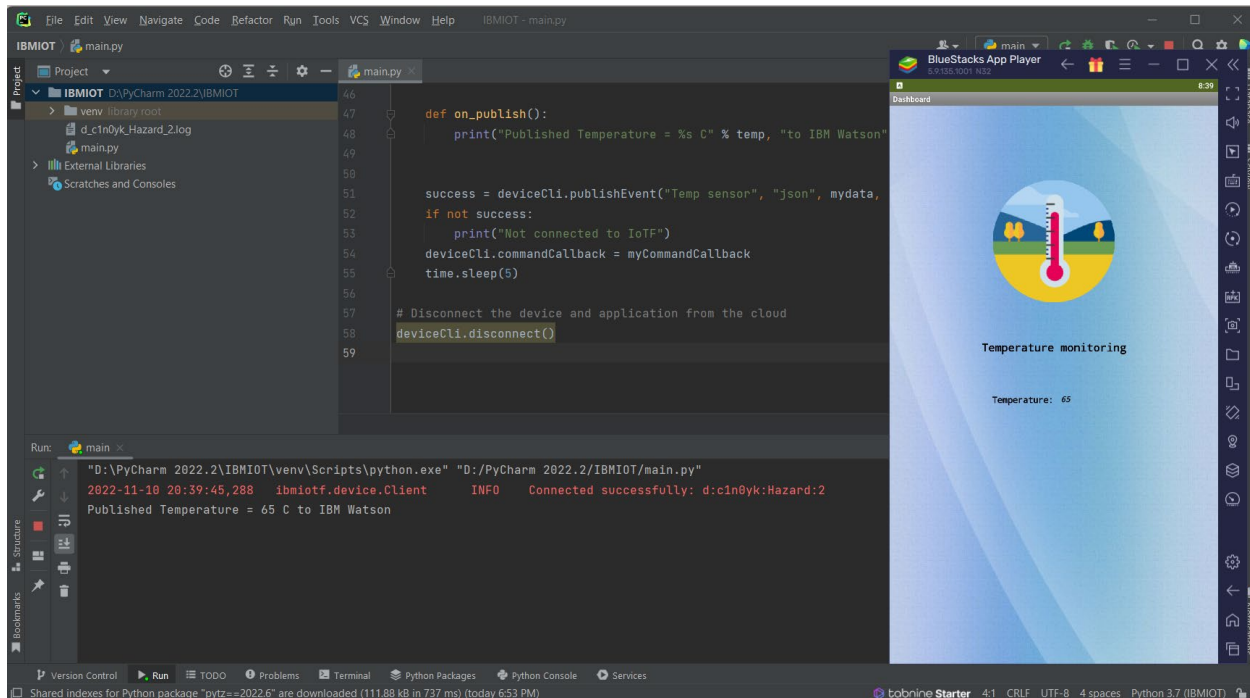 File Edit View Navigate Code Refactor Run Tools VCS Window Help IBMIOT - main.py
IBMIOT main.py
main
Project
main.py
Project
IBMIOT D:\PyCharm 2022.2\IBMIOT
venv library root
d_c1n0yk_Hazard_2.log
main.py
External Libraries
Scratches and Consoles
46
47 def on_publish():
48 print("Published Temperature = %s C" % temp, "to IBM Watson"
49
50
51 success = deviceCli.publishEvent("Temp sensor", "json", mydata,
52 if not success:
53 print("Not connected to IoTF")
54 deviceCli.commandCallback = myCommandCallback
55 time.sleep(5)
56
57 # Disconnect the device and application from the cloud
58 deviceCli.disconnect()
59
BlueStacks App Player
5.9.135.1001 N32
8:39
Dashboard
Temperature monitoring
Temperature: 65
Run: main
"D:\PyCharm 2022.2\IBMIOT\venv\Scripts\python.exe" "D:/PyCharm 2022.2/IBMIOT/main.py"
2022-11-10 20:39:45,288 ibmiotf.device.Client INFO Connected successfully: d:c1n0yk:Hazard:2
Published Temperature = 65 C to IBM Watson
Structure
Bookmarks
Version Control Run TODO Problems Terminal Python Packages Python Console Services
Shared indexes for Python package "pytz==2022.6" are downloaded (111.88 kB in 737 ms) (today 6:53 PM)
tabnine Starter 4:1 CRLF UTF-8 4 spaces Python 3.7 (IBMIOT)